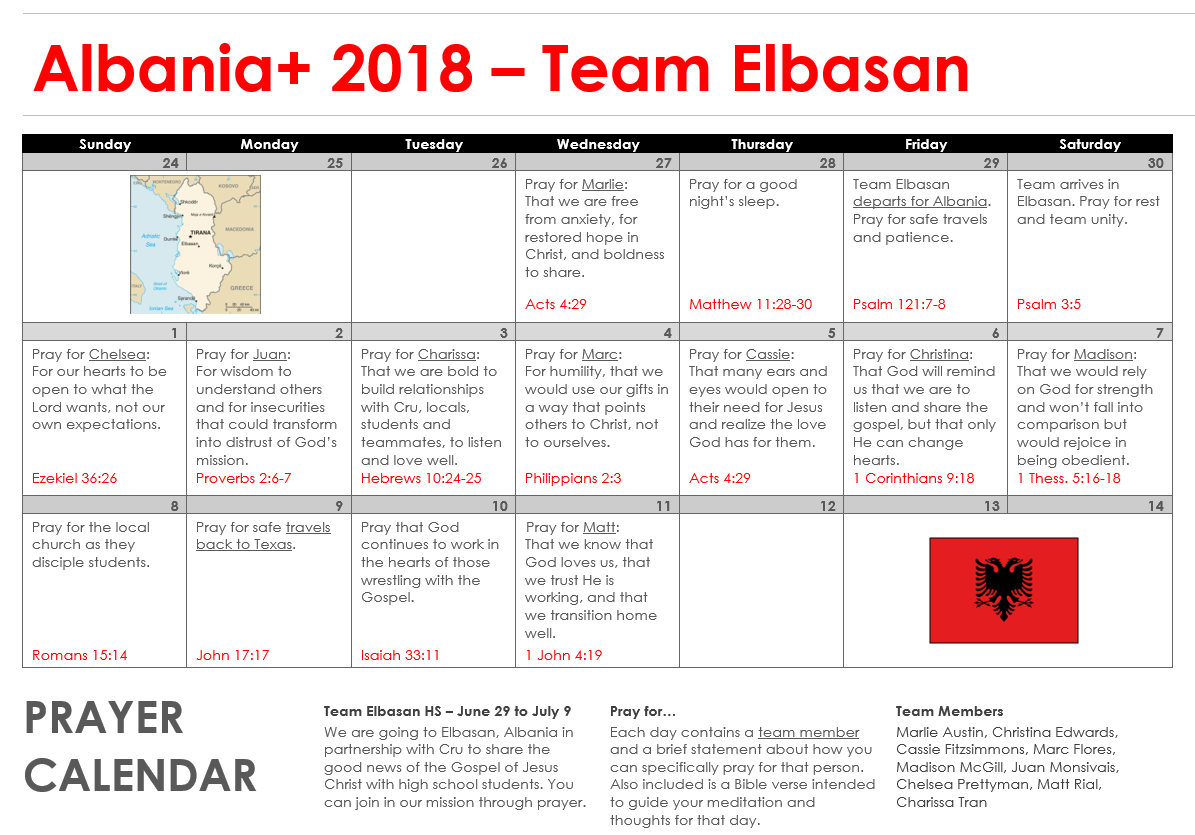 Albania+ 2018 – Team Elbasan
Sunday Monday Tuesday Wednesday Thursday Friday Saturday
24 25 26 27 28 29 30
MONTENEGRO
KOSOVO
Shkodër
Shëngjin
TIRANA
Durrës
Elbasan
Adriatic
Sea
MACEDONIA
Korçë
Vlorë
Sarandë
GREECE
ITALY
Ionian Sea
Pray for Marlie:
That we are free
from anxiety, for
restored hope in
Christ, and boldness
to share.
Acts 4:29
Pray for a good
night’s sleep.
Matthew 11:28-30
Team Elbasan
departs for Albania.
Pray for safe travels
and patience.
Psalm 121:7-8
Team arrives in
Elbasan. Pray for rest
and team unity.
Psalm 3:5
1 2 3 4 5 6 7
Pray for Chelsea:
For our hearts to be
open to what the
Lord wants, not our
own expectations.
Ezekiel 36:26
Pray for Juan:
For wisdom to
understand others
and for insecurities
that could transform
into distrust of God’s
mission.
Proverbs 2:6-7
Pray for Charissa:
That we are bold to
build relationships
with Cru, locals,
students and
teammates, to listen
and love well.
Hebrews 10:24-25
Pray for Marc:
For humility, that we
would use our gifts in
a way that points
others to Christ, not
to ourselves.
Philippians 2:3
Pray for Cassie:
That many ears and
eyes would open to
their need for Jesus
and realize the love
God has for them.
Acts 4:29
Pray for Christina:
That God will remind
us that we are to
listen and share the
gospel, but that only
He can change
hearts.
1 Corinthians 9:18
Pray for Madison:
That we would rely
on God for strength
and won’t fall into
comparison but
would rejoice in
being obedient.
1 Thess. 5:16-18
8 9 10 11 12 13 14
Pray for the local
church as they
disciple students.
Romans 15:14
Pray for safe travels
back to Texas.
John 17:17
Pray that God
continues to work in
the hearts of those
wrestling with the
Gospel.
Isaiah 33:11
Pray for Matt:
That we know that
God loves us, that
we trust He is
working, and that
we transition home
well.
1 John 4:19
PRAYER
CALENDAR
Team Elbasan HS – June 29 to July 9
We are going to Elbasan, Albania in
partnership with Cru to share the
good news of the Gospel of Jesus
Christ with high school students. You
can join in our mission through prayer.
Pray for…
Each day contains a team member
and a brief statement about how you
can specifically pray for that person.
Also included is a Bible verse intended
to guide your meditation and
thoughts for that day.
Team Members
Marlie Austin, Christina Edwards,
Cassie Fitzsimmons, Marc Flores,
Madison McGill, Juan Monsivais,
Chelsea Prettyman, Matt Rial,
Charissa Tran